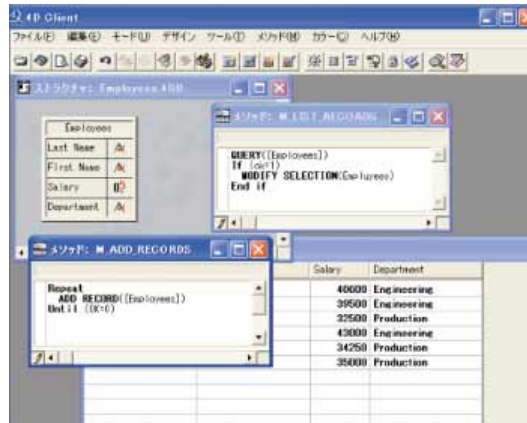 4D Client
ファイル(F) 編集(E) モード(U) デザイン ツール(T) メソッド(M) カラー(C) ヘルプ(H)
ストラクチャ: Employees.4DB
Employees
Last Name
First Name
Salary
Department
メソッド: M_LIST_RECORDS
QUERY([Employees])
If (ok=1)
MODIFY SELECTION(Employees)
End if
メソッド: M_ADD_RECORDS
Repeat
ADD RECORD([Employees])
Until (OK=0)
Salary Department
40600 Engineering
39500 Engineering
32500 Production
43000 Engineering
34250 Production
35000 Production